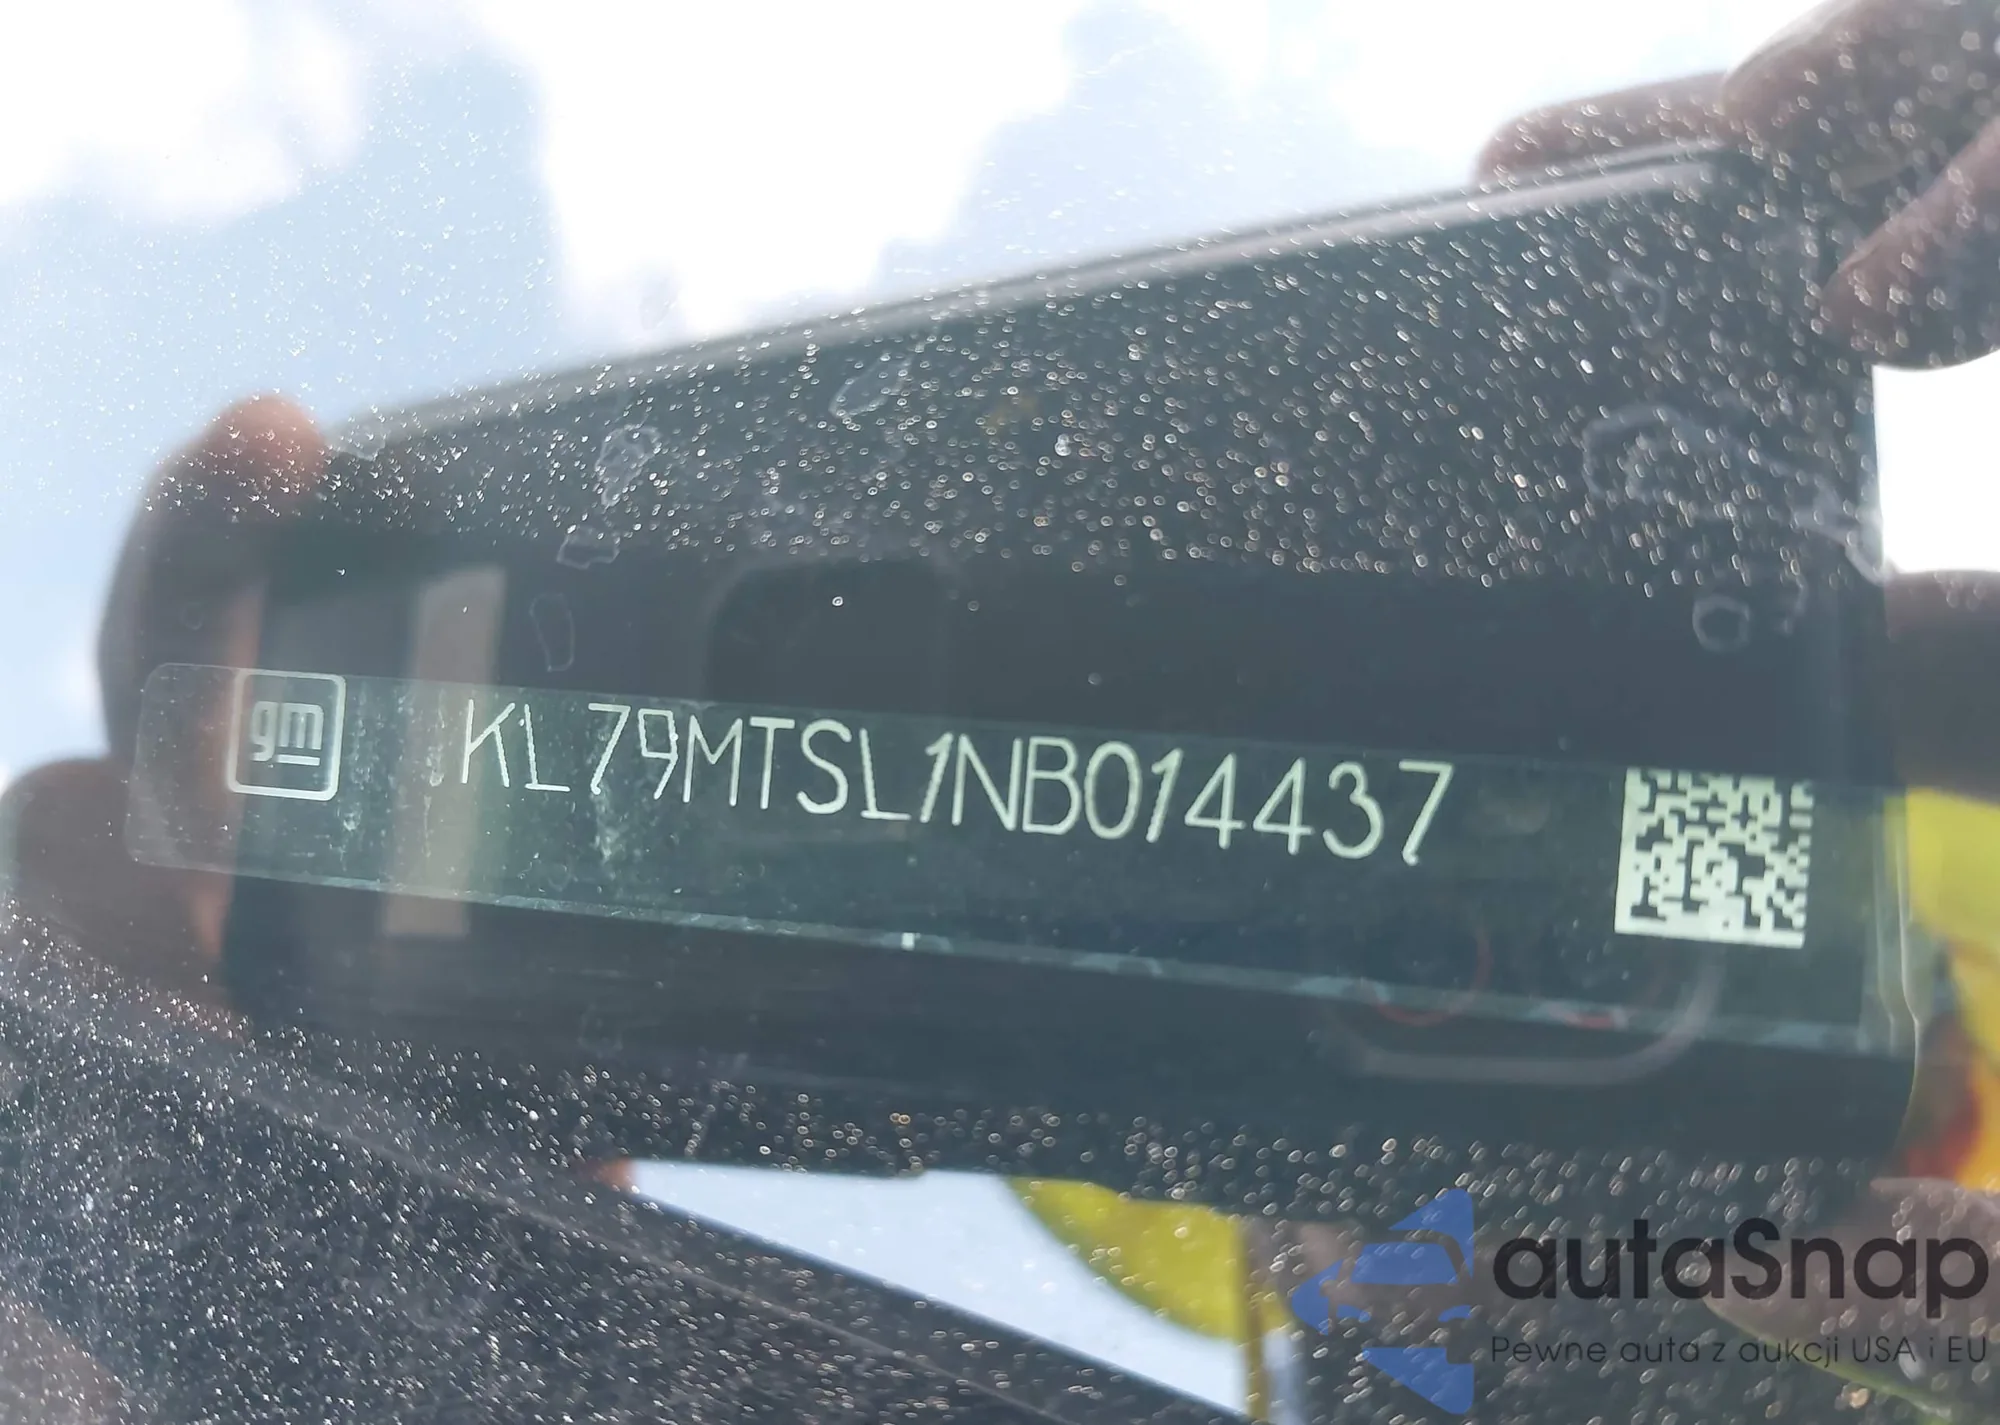 gm KL79MTSL1NB014437
autaSnap
Pewne auta z aukcji USA i EU